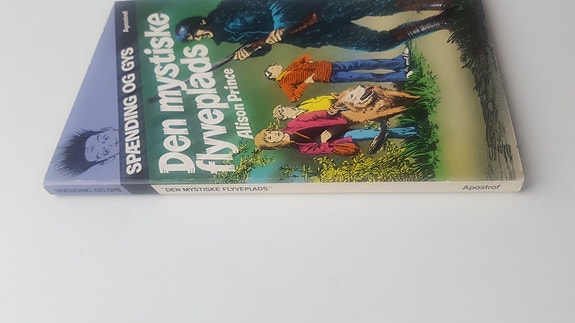 Apostrof
SPÆNDING OG GYS
Den mystiske
flyveplads
Alison Prince
SPÆNDING OG GYS
"DEN MYSTISKE FLYVEPLADS"
Apostrof